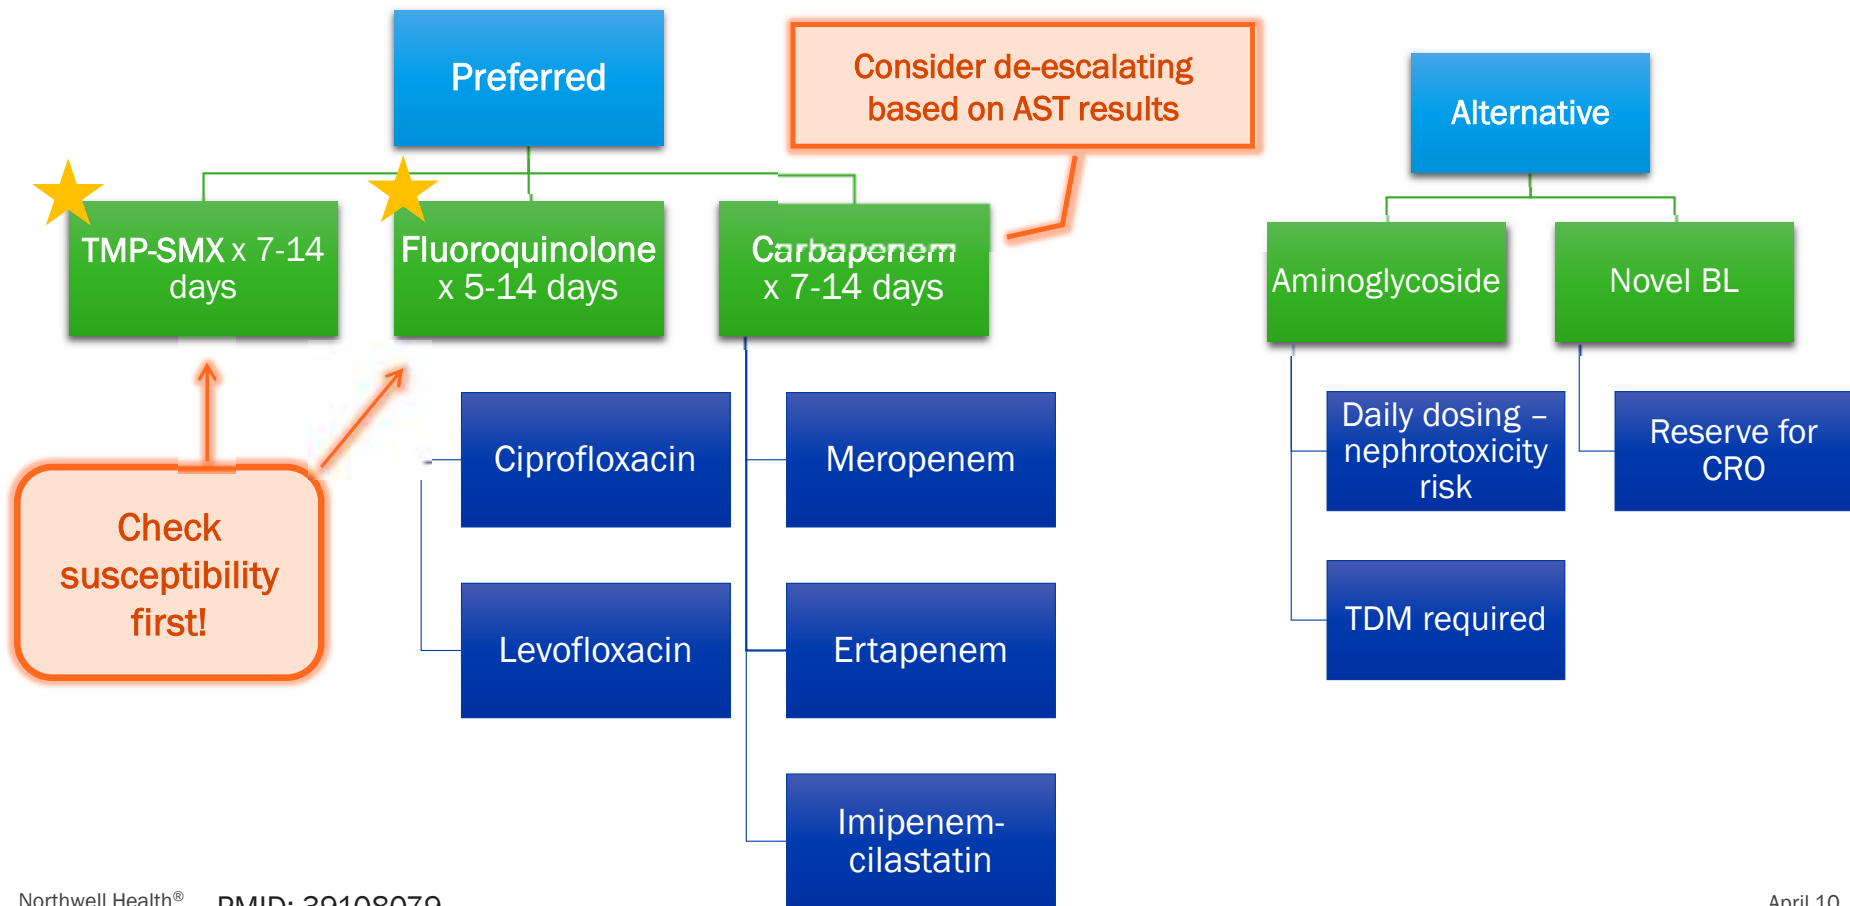 Preferred
Consider de-escalating
based on AST results
Alternative
TMP-SMX x 7-14
days
Fluoroquinolone
x 5-14 days
Carbapenem
x 7-14 days
Aminoglycoside
Novel BL
Check
susceptibility
first!
Ciprofloxacin
Levofloxacin
Meropenem
Ertapenem
Imipenem-
cilastatin
Daily dosing –
nephrotoxicity
risk
TDM required
Reserve for
CRO
Northwell Health®
PMID: 39108079
April 10